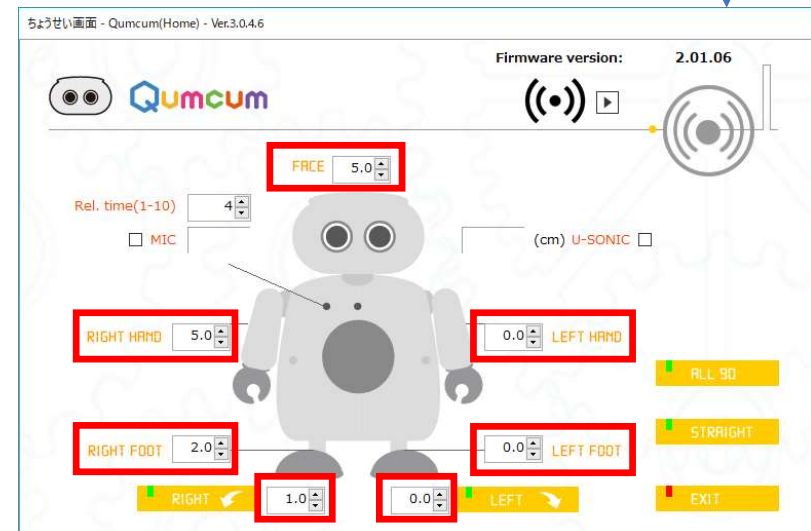 ちょうせい画面 - Qumcum(Home) - Ver.3.0.4.6
Firmware version: 2.01.06
Qumcum
FACE 5.0
Rel. time(1-10) 4
MIC
(cm) U-SONIC
RIGHT HAND 5.0
0.0 LEFT HAND
ALL 90
RIGHT FOOT 2.0
0.0 LEFT FOOT
STRAIGHT
RIGHT 1.0
0.0 LEFT
EXIT